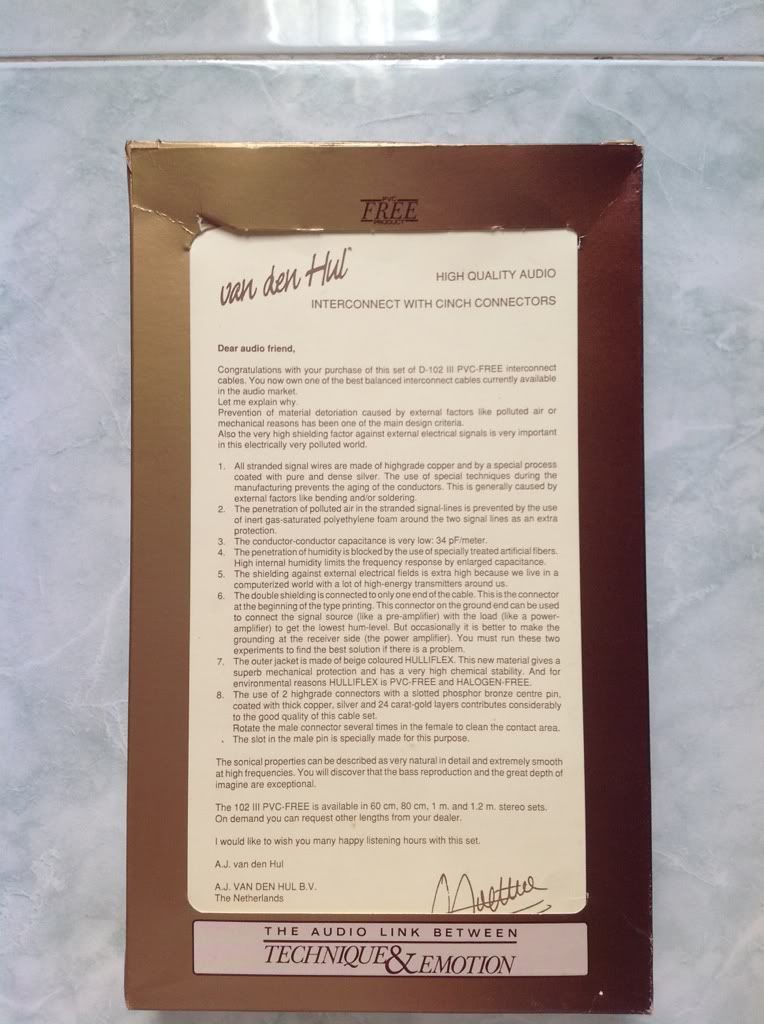 PVC
FREE
PRODUCT
van den Hul
HIGH QUALITY AUDIO
INTERCONNECT WITH CINCH CONNECTORS
Dear audio friend,
Congratulations with your purchase of this set of D-102 III PVC-FREE interconnect
cables. You now own one of the best balanced interconnect cables currently available
in the audio market.
Let me explain why.
Prevention of material detoriation caused by external factors like polluted air or
mechanical reasons has been one of the main design criteria.
Also the very high shielding factor against external electrical signals is very important
in this electrically very polluted world.
1. All stranded signal wires are made of highgrade copper and by a special process
coated with pure and dense silver. The use of special techniques during the
manufacturing prevents the aging of the conductors. This is generally caused by
external factors like bending and/or soldering.
2. The penetration of polluted air in the stranded signal-lines is prevented by the use
of inert gas-saturated polyethylene foam around the two signal lines as an extra
protection.
3. The conductor-conductor capacitance is very low: 34 pF/meter.
4. The penetration of humidity is blocked by the use of specially treated artificial fibers.
High internal humidity limits the frequency response by enlarged capacitance.
5. The shielding against external electrical fields is extra high because we live in a
computerized world with a lot of high-energy transmitters around us.
6. The double shielding is connected to only one end of the cable. This is the connector
at the beginning of the type printing. This connector on the ground end can be used
to connect the signal source (like a pre-amplifier) with the load (like a power-
amplifier) to get the lowest hum-level. But occasionally it is better to make the
grounding at the receiver side (the power amplifier). You must run these two
experiments to find the best solution if there is a problem.
7. The outer jacket is made of beige coloured HULLIFLEX. This new material gives a
superb mechanical protection and has a very high chemical stability. And for
environmental reasons HULLIFLEX is PVC-FREE and HALOGEN-FREE.
8. The use of 2 highgrade connectors with a slotted phosphor bronze centre pin,
coated with thick copper, silver and 24 carat-gold layers contributes considerably
to the good quality of this cable set.
Rotate the male connector several times in the female to clean the contact area.
The slot in the male pin is specially made for this purpose.
The sonical properties can be described as very natural in detail and extremely smooth
at high frequencies. You will discover that the bass reproduction and the great depth of
imagine are exceptional.
The 102 III PVC-FREE is available in 60 cm, 80 cm, 1 m. and 1.2 m. stereo sets.
On demand you can request other lengths from your dealer.
I would like to wish you many happy listening hours with this set.
A.J. van den Hul
A.J. VAN DEN HUL B.V.
The Netherlands
THE AUDIO LINK BETWEEN
TECHNIQUE & EMOTION